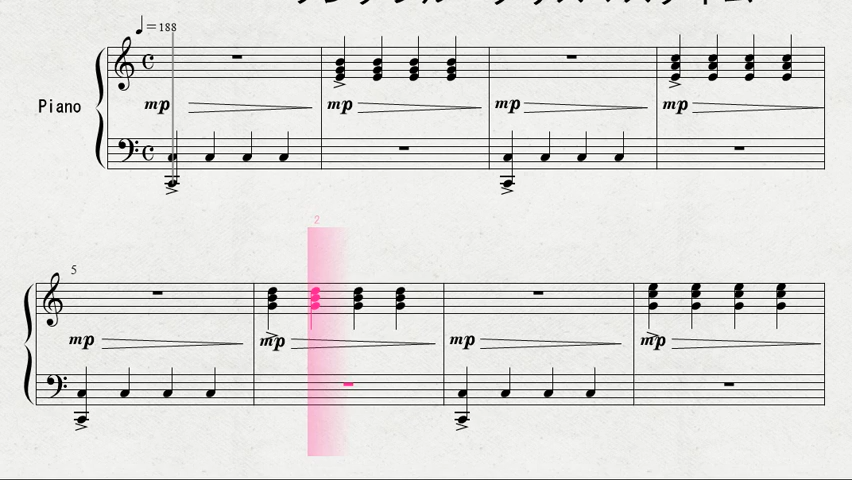 ♩=188
Piano
mp mp mp mp
2
5
mp mp mp mp